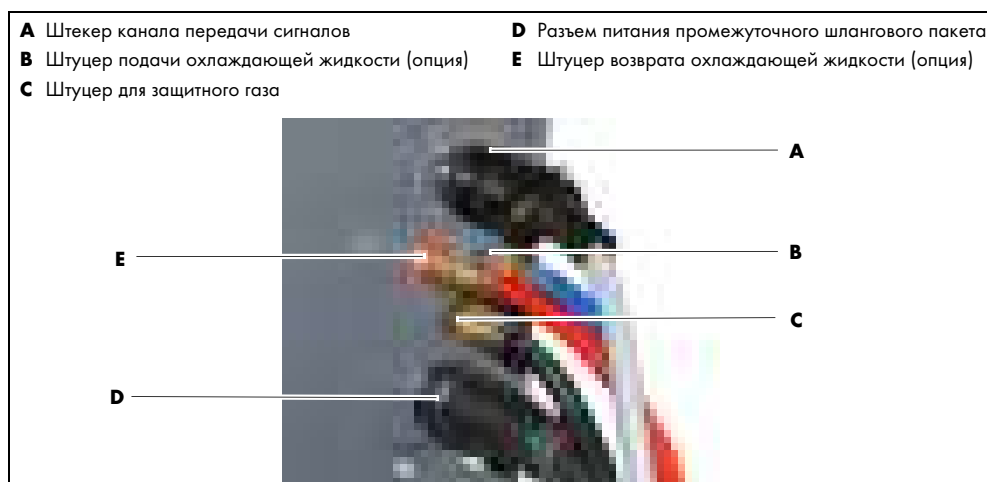 A Штекер канала передачи сигналов
B Штуцер подачи охлаждающей жидкости (опция)
C Штуцер для защитного газа
D Разъем питания промежуточного шлангового пакета
E Штуцер возврата охлаждающей жидкости (опция)
A
E
B
C
D